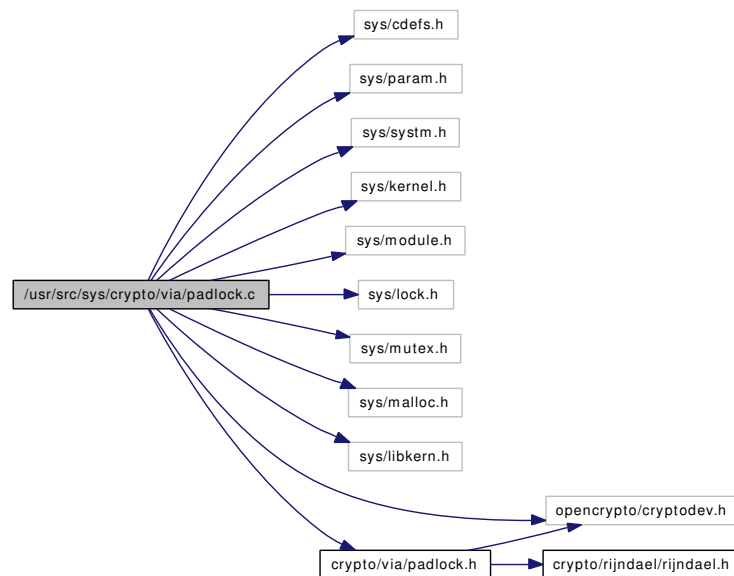 sys/cdefs.h
sys/param.h
sys/systm.h
sys/kernel.h
sys/module.h
/usr/src/sys/crypto/via/padlock.c
sys/lock.h
sys/mutex.h
sys/malloc.h
sys/libkern.h
opencrypto/cryptodev.h
crypto/via/padlock.h
crypto/rijndael/rijndael.h